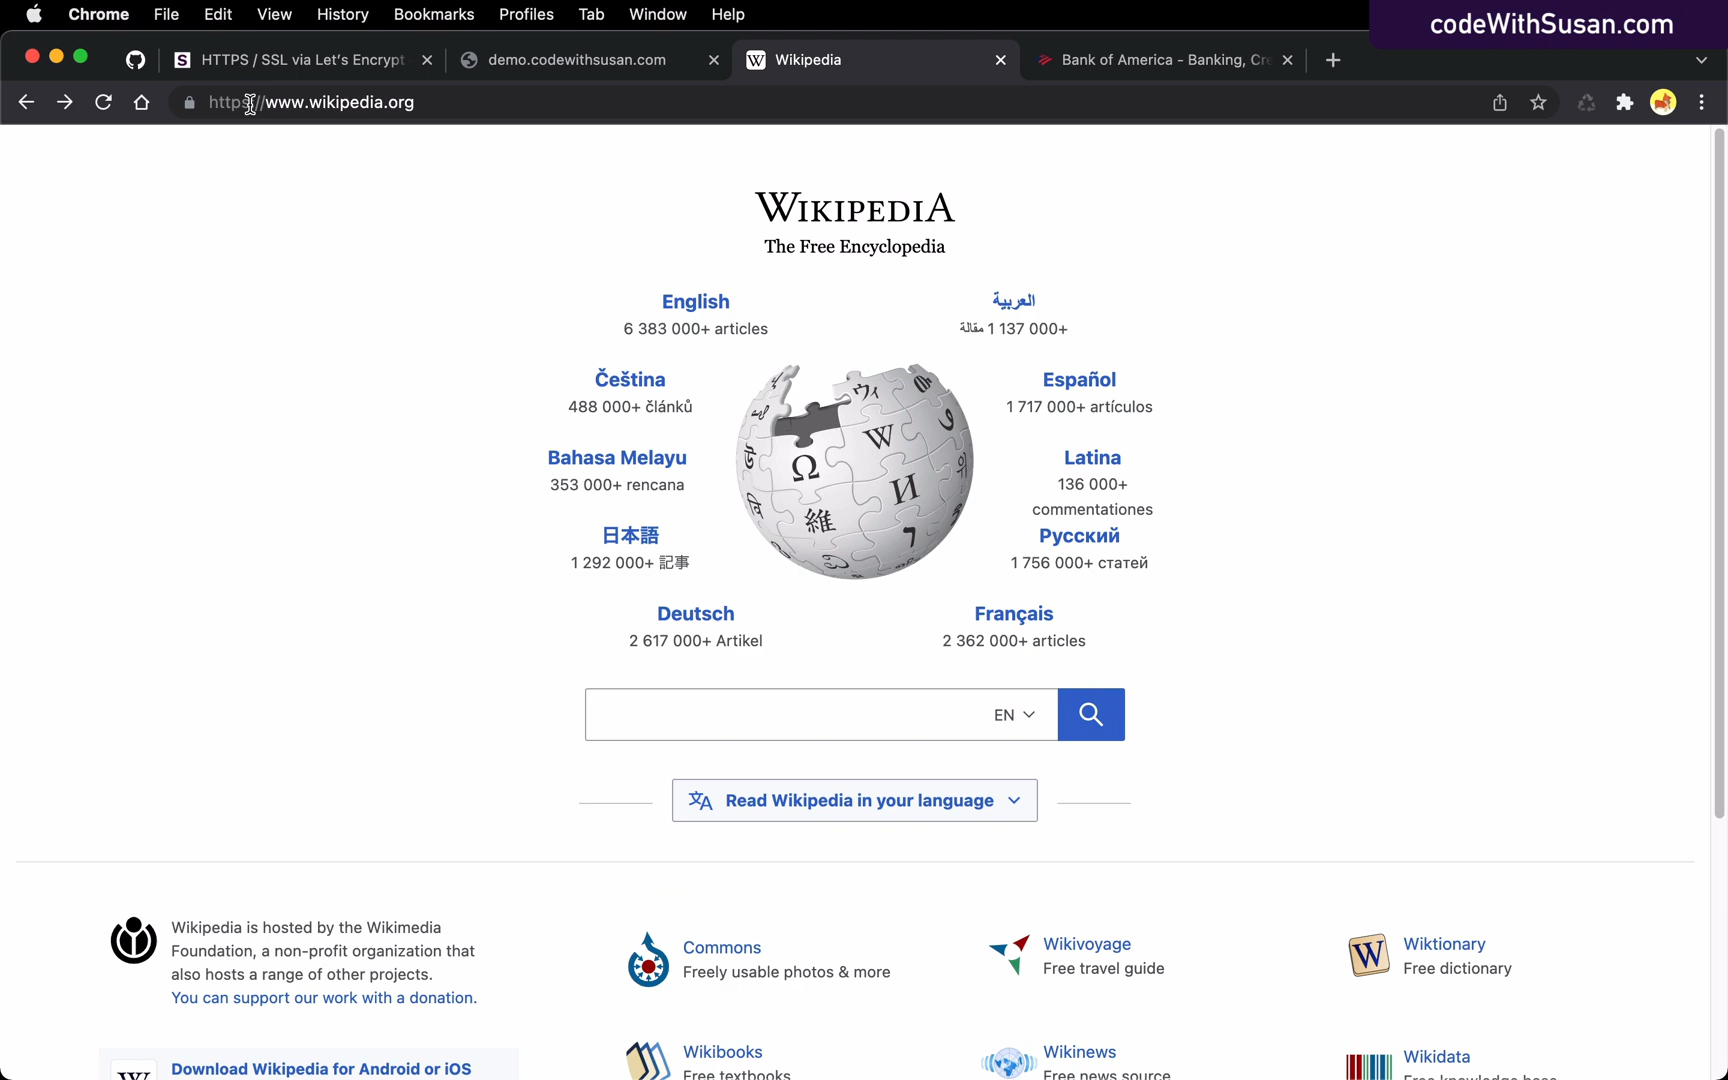 Chrome File Edit View History Bookmarks Profiles Tab Window Help
codeWithSusan.com
HTTPS / SSL via Let's Encrypt
demo.codewithsusan.com
Wikipedia
Bank of America - Banking, Cre
https://www.wikipedia.org
WIKIPEDIA
The Free Encyclopedia
English
6 383 000+ articles
العربية
1 137 000+ مقالة
Čeština
488 000+ článků
Español
1 717 000+ artículos
Bahasa Melayu
353 000+ rencana
Latina
136 000+
commentationes
日本語
1 292 000+ 記事
Русский
1 756 000+ статей
Deutsch
2 617 000+ Artikel
Français
2 362 000+ articles
Ω W И 維 ウィ
EN
Read Wikipedia in your language
Wikipedia is hosted by the Wikimedia
Foundation, a non-profit organization that
also hosts a range of other projects.
You can support our work with a donation.
Commons
Freely usable photos & more
Wikivoyage
Free travel guide
W
Wiktionary
Free dictionary
W
Download Wikipedia for Android or iOS
Wikibooks
Free textbooks
Wikinews
Free news source
Wikidata
Free knowledge base